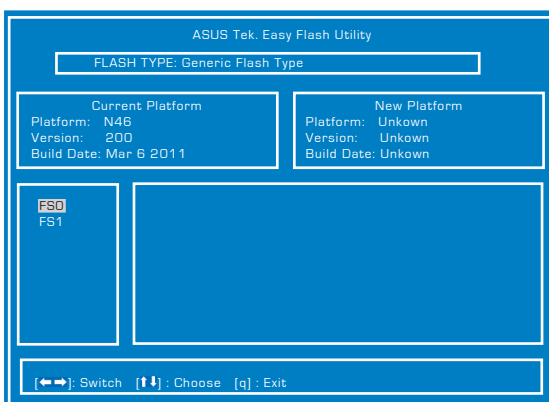 ASUS Tek. Easy Flash Utility
FLASH TYPE: Generic Flash Type
Current Platform
Platform: N46
Version: 200
Build Date: Mar 6 2011
New Platform
Platform: Unkown
Version: Unkown
Build Date: Unkown
FS0
FS1
[←→]: Switch [↑↓] : Choose [q] : Exit